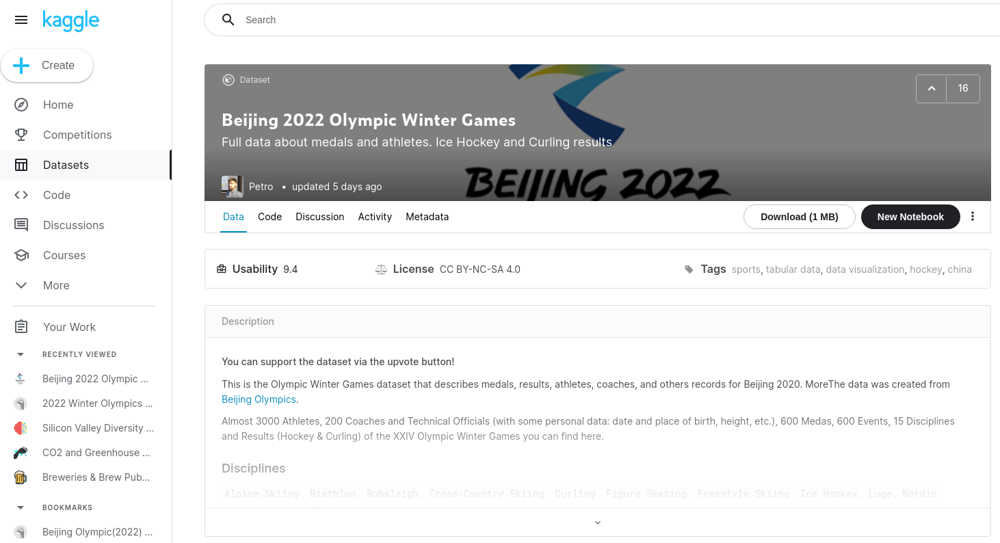 kaggle
Search
Create
Home
Competitions
Datasets
Code
Discussions
Courses
More
Your Work
RECENTLY VIEWED
Beijing 2022 Olympic ...
2022 Winter Olympics ...
Silicon Valley Diversity ...
CO2 and Greenhouse ...
Breweries & Brew Pub...
BOOKMARKS
Beijing Olympic(2022) ...
Dataset
16
Beijing 2022 Olympic Winter Games
Full data about medals and athletes. Ice Hockey and Curling results
BEIJING 2022
Petro • updated 5 days ago
Data Code Discussion Activity Metadata Download (1 MB) New Notebook
Usability 9.4 License CC BY-NC-SA 4.0 Tags sports, tabular data, data visualization, hockey, china
Description
You can support the dataset via the upvote button!
This is the Olympic Winter Games dataset that describes medals, results, athletes, coaches, and others records for Beijing 2020. MoreThe data was created from
Beijing Olympics.
Almost 3000 Athletes, 200 Coaches and Technical Officials (with some personal data: date and place of birth, height, etc.), 600 Medas, 600 Events, 15 Disciplines
and Results (Hockey & Curling) of the XXIV Olympic Winter Games you can find here.
Disciplines
Alpine Skiing, Biathlon, Bobsleigh, Cross-Country Skiing, Curling, Figure Skating, Freestyle Skiing, Ice Hockey, Luge, Nordic